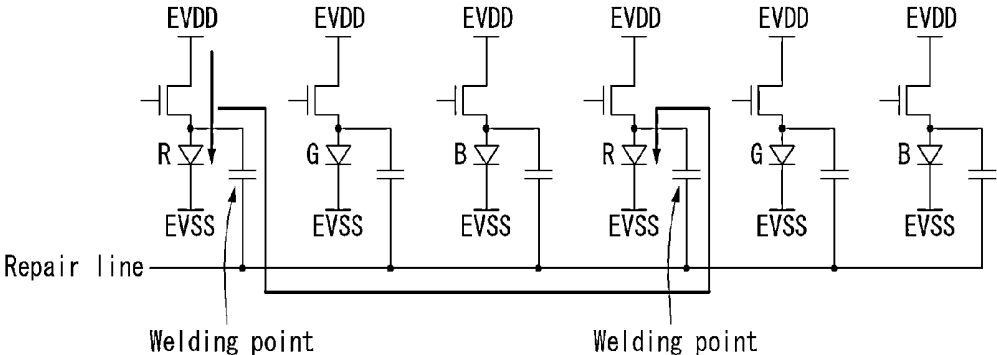 EVDD EVDD EVDD EVDD EVDD EVDD
R G B R G B
EVSS EVSS EVSS EVSS EVSS EVSS
Repair line
Welding point Welding point